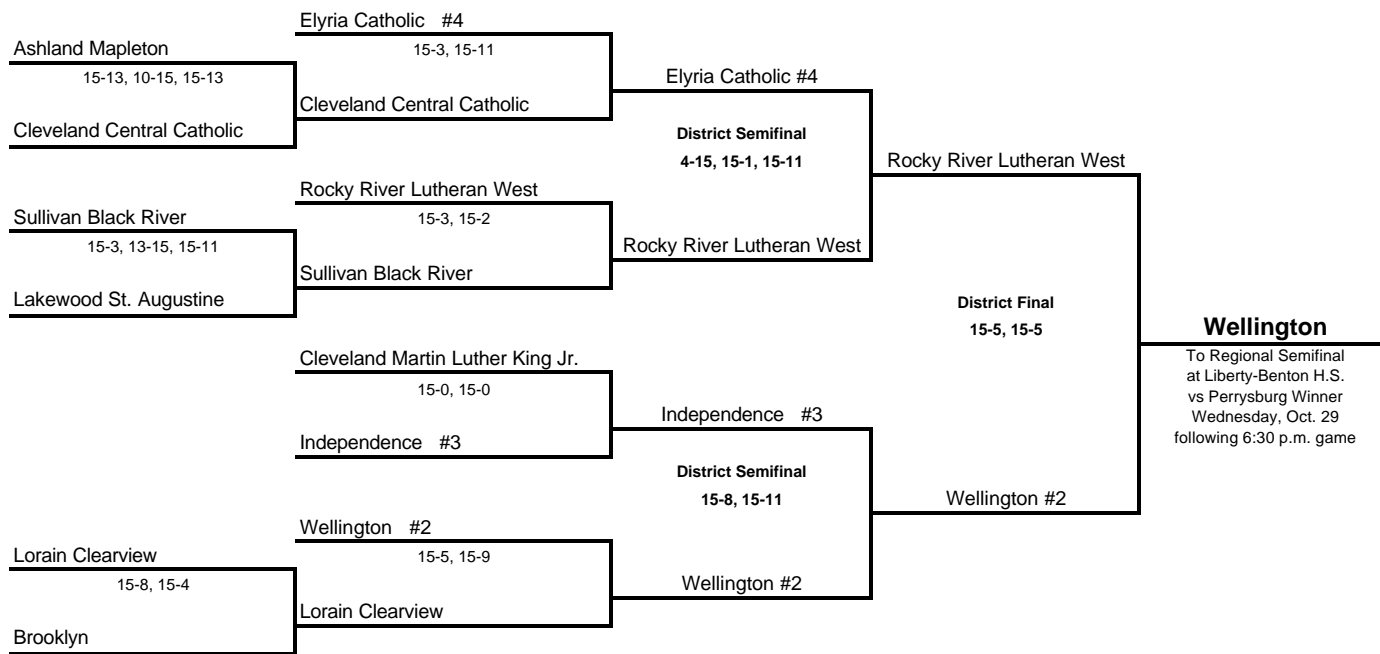 Elyria Catholic #4
Ashland Mapleton
15-3, 15-11
15-13, 10-15, 15-13
Elyria Catholic #4
Cleveland Central Catholic
Cleveland Central Catholic
District Semifinal
4-15, 15-1, 15-11
Rocky River Lutheran West
Rocky River Lutheran West
Sullivan Black River
15-3, 15-2
15-3, 13-15, 15-11
Rocky River Lutheran West
Sullivan Black River
Lakewood St. Augustine
District Final
15-5, 15-5
Wellington
To Regional Semifinal
at Liberty-Benton H.S.
vs Perrysburg Winner
Wednesday, Oct. 29
following 6:30 p.m. game
Cleveland Martin Luther King Jr.
15-0, 15-0
Independence #3
Independence #3
District Semifinal
15-8, 15-11
Wellington #2
Wellington #2
Lorain Clearview
15-5, 15-9
15-8, 15-4
Wellington #2
Lorain Clearview
Brooklyn